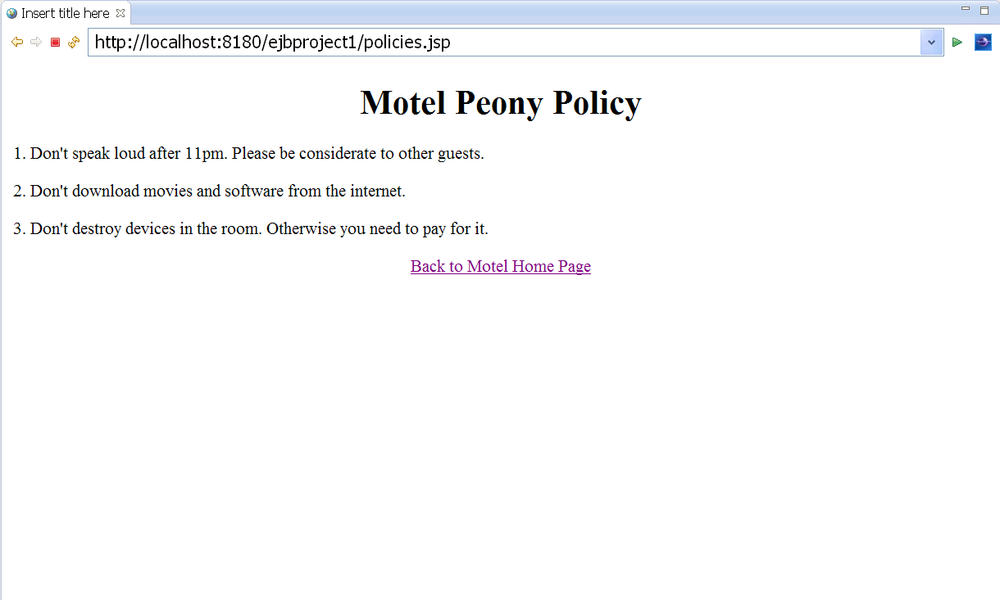 Insert title here
http://localhost:8180/ejbproject1/policies.jsp
Motel Peony Policy
1. Don't speak loud after 11pm. Please be considerate to other guests.
2. Don't download movies and software from the internet.
3. Don't destroy devices in the room. Otherwise you need to pay for it.
Back to Motel Home Page